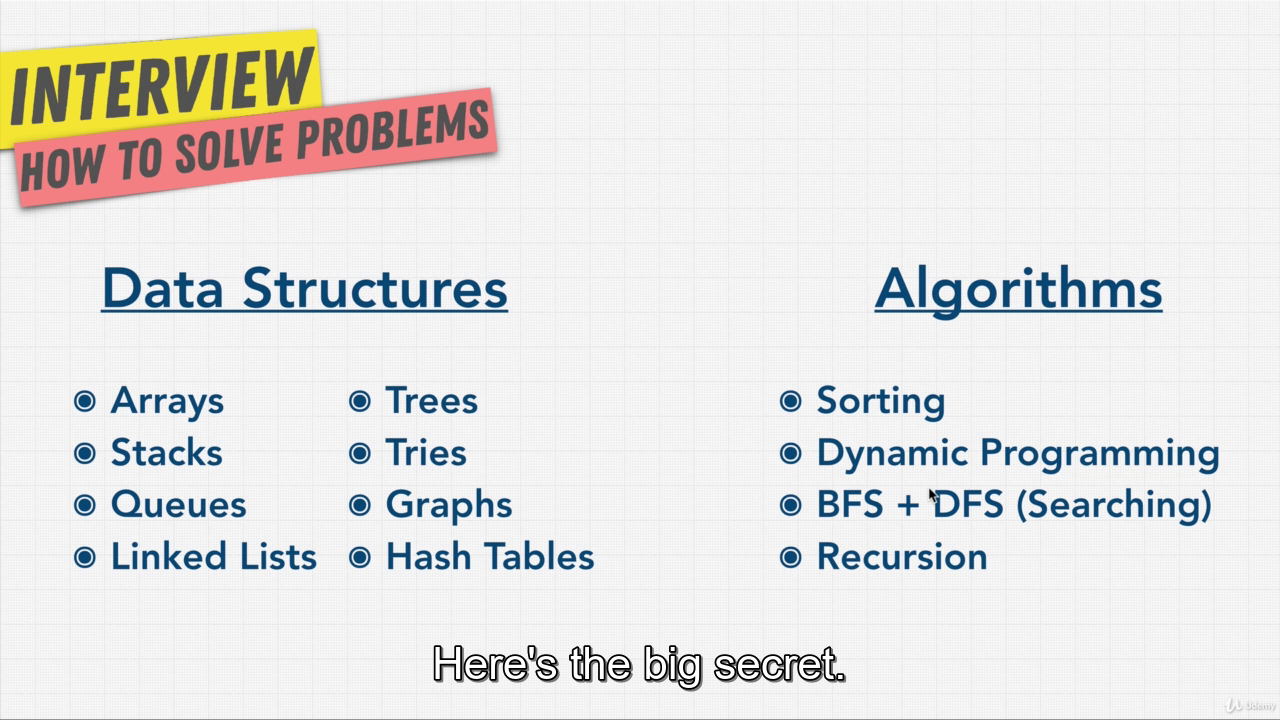 INTERVIEW
HOW TO SOLVE PROBLEMS
Data Structures
Arrays
Stacks
Queues
Linked Lists
Trees
Tries
Graphs
Hash Tables
Algorithms
Sorting
Dynamic Programming
BFS + DFS (Searching)
Recursion
Here's the big secret.
Udemy